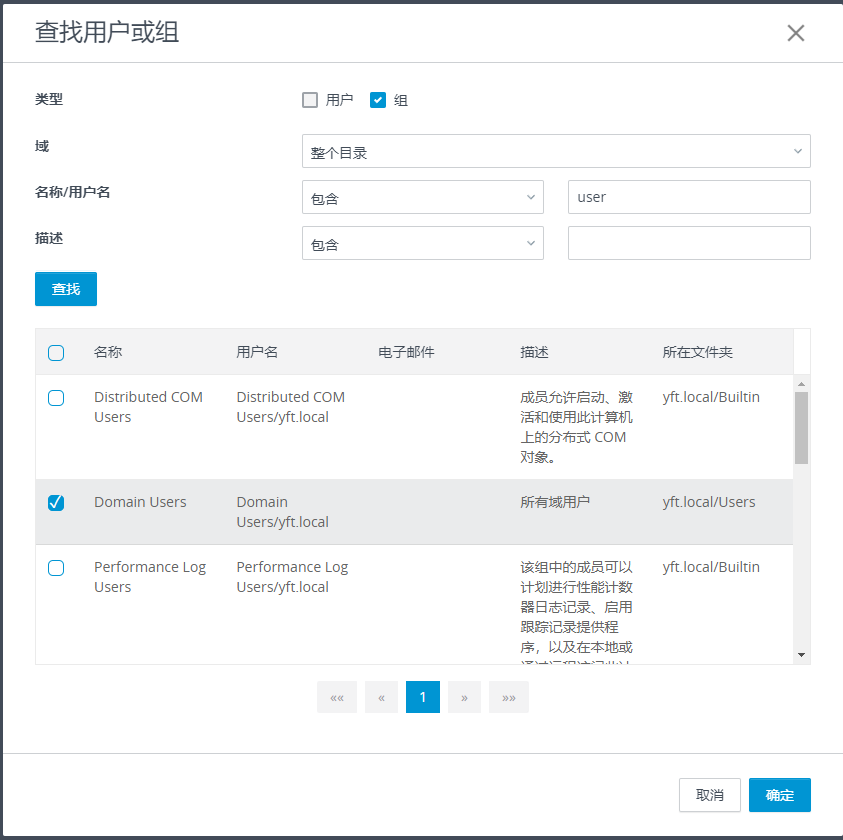 查找用户或组
类型
用户 组
域
整个目录
名称/用户名
包含
user
描述
包含
查找
名称 用户名 电子邮件 描述 所在文件夹
Distributed COM
Users
Distributed COM
Users/yft.local
成员允许启动、激
活和使用此计算机
上的分布式 COM
对象。
yft.local/Builtin
Domain Users
Domain
Users/yft.local
所有域用户
yft.local/Users
Performance Log
Users
Performance Log
Users/yft.local
该组中的成员可以
计划进行性能计数
器日志记录、启用
跟踪记录提供程
序，以及在本地或
yft.local/Builtin
«« « 1 » »»
取消 确定